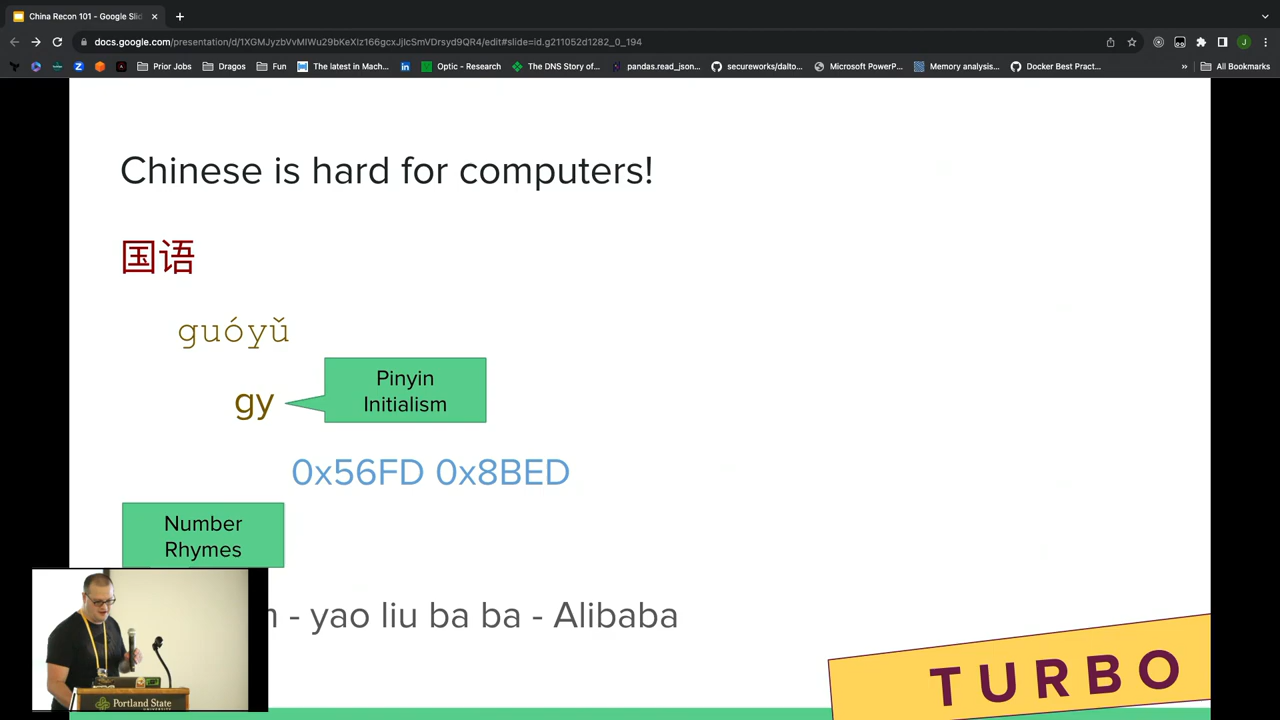 China Recon 101 - Google Slid
docs.google.com/presentation/d/1XGMJyzbVvMIWu29bKeXIz166gcxJjIcSmVDrsyd9QR4/edit#slide=id.g211052d1282_0_194
Prior Jobs
Dragos
Fun
The latest in Mach...
Optic - Research
The DNS Story of...
pandas.read_json...
secureworks/dalto...
Microsoft PowerP...
Memory analysis...
Docker Best Pract...
All Bookmarks
Chinese is hard for computers!
国语
guóyǔ
gy
Pinyin
Initialism
0x56FD 0x8BED
Number
Rhymes
- yao liu ba ba - Alibaba
TURBO
Portland State
UNIVERSITY